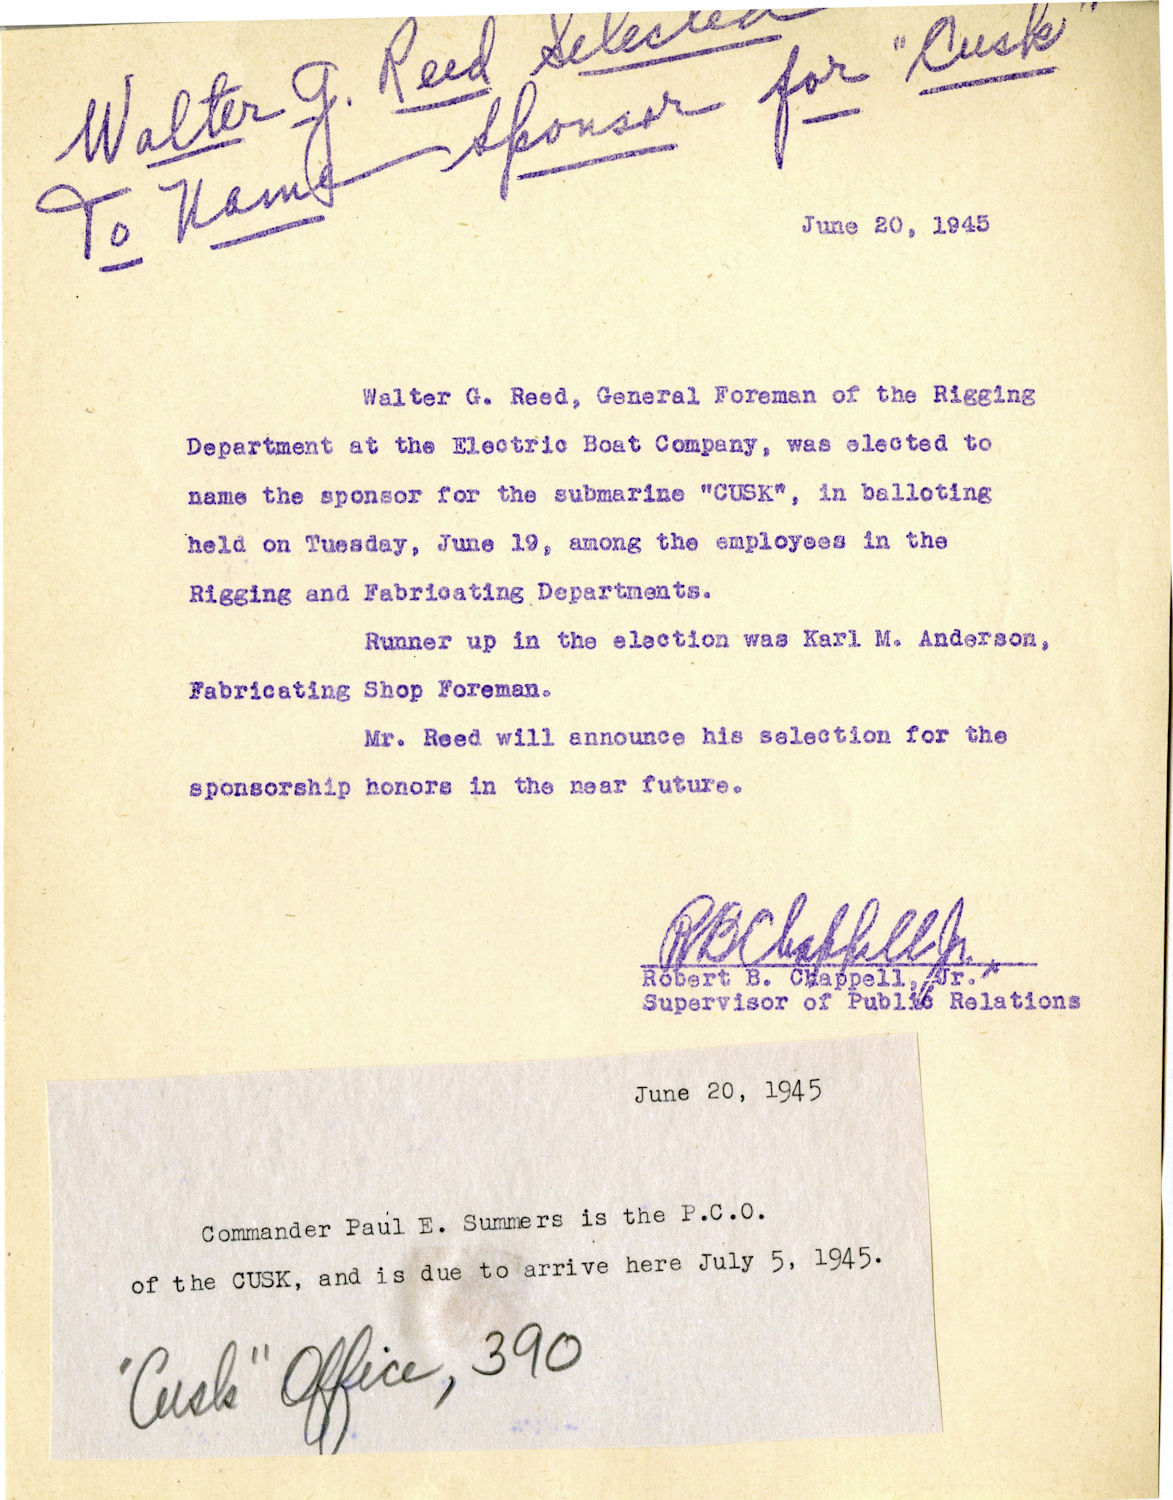 Walter G. Reed Selected
To Name Sponsor for "Cusk"
June 20, 1945
Walter G. Reed, General Foreman of the Rigging
Department at the Electric Boat Company, was elected to
name the sponsor for the submarine "CUSK", in balloting
held on Tuesday, June 19, among the employees in the
Rigging and Fabricating Departments.
Runner up in the election was Karl M. Anderson,
Fabricating Shop Foreman.
Mr. Reed will announce his selection for the
sponsorship honors in the near future.
RB Chappell Jr.
Robert B. Chappell, Jr.
Supervisor of Public Relations
June 20, 1945
Commander Paul E. Summers is the P.C.O.
of the CUSK, and is due to arrive here July 5, 1945.
"Cusk" Office, 390